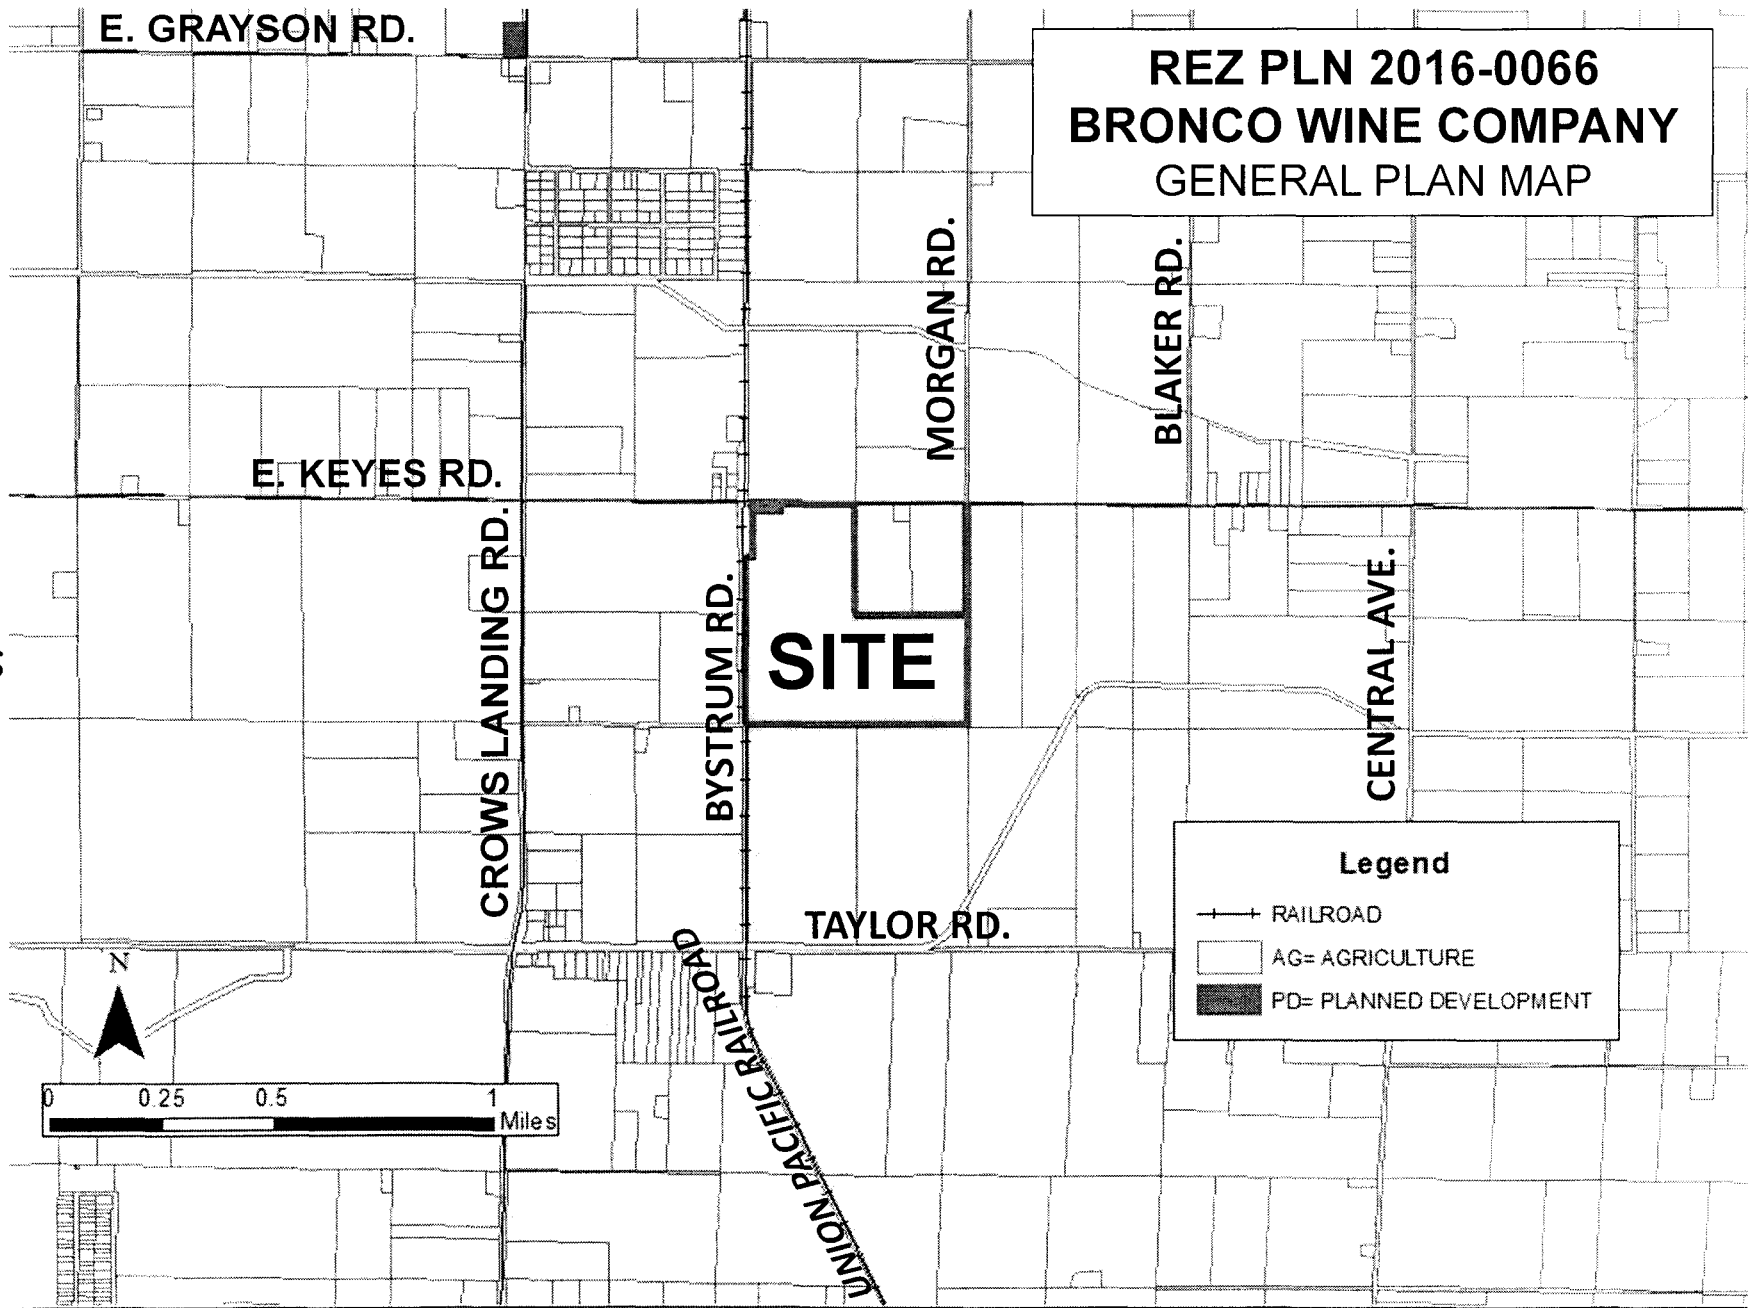 E. GRAYSON RD.
REZ PLN 2016-0066
BRONCO WINE COMPANY
GENERAL PLAN MAP
MORGAN RD.
BLAKER RD.
E. KEYES RD.
CROWS LANDING RD.
BYSTRUM RD.
SITE
CENTRAL AVE.
TAYLOR RD.
UNION PACIFIC RAILROAD
Legend
RAILROAD
AG= AGRICULTURE
PD= PLANNED DEVELOPMENT
N
0 0.25 0.5 1
Miles